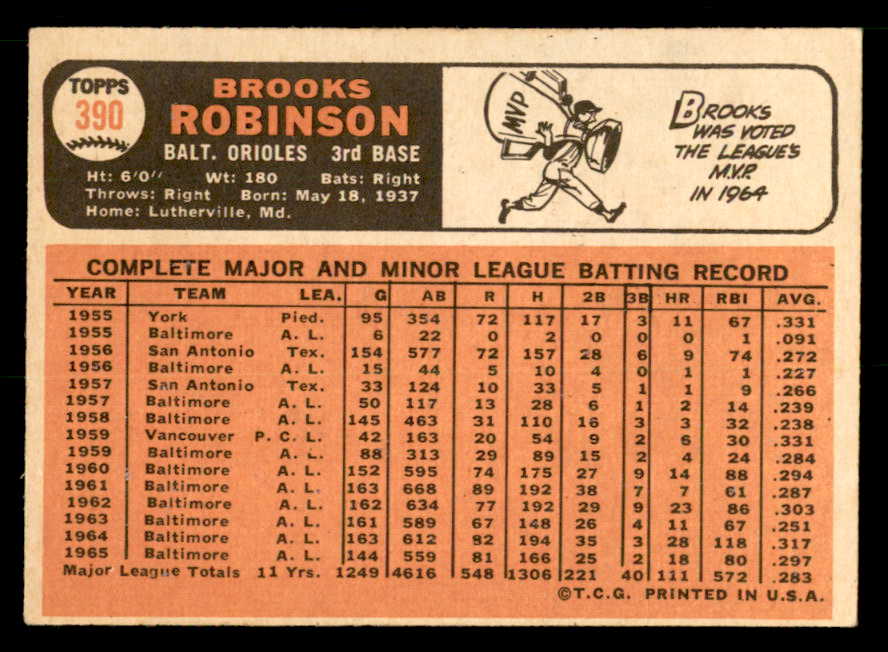 TOPPS
390
BROOKS
ROBINSON
BALT. ORIOLES 3rd BASE
Ht: 6'0" Wt: 180 Bats: Right
Throws: Right Born: May 18, 1937
Home: Lutherville, Md.
MVP
BROOKS
WAS VOTED
THE LEAGUE'S
M.V.P.
IN 1964
COMPLETE MAJOR AND MINOR LEAGUE BATTING RECORD
YEAR TEAM LEA. G AB R H 2B 3B HR RBI AVG.
1955 York Pied. 95 354 72 117 17 3 11 67 .331
1955 Baltimore A. L. 6 22 0 2 0 0 0 1 .091
1956 San Antonio Tex. 154 577 72 157 28 6 9 74 .272
1956 Baltimore A. L. 15 44 5 10 4 0 1 1 .227
1957 San Antonio Tex. 33 124 10 33 5 1 1 9 .266
1957 Baltimore A. L. 50 117 13 28 6 1 2 14 .239
1958 Baltimore A. L. 145 463 31 110 16 3 3 32 .238
1959 Vancouver P. C. L. 42 163 20 54 9 2 6 30 .331
1959 Baltimore A. L. 88 313 29 89 15 2 4 24 .284
1960 Baltimore A. L. 152 595 74 175 27 9 14 88 .294
1961 Baltimore A. L. 163 668 89 192 38 7 7 61 .287
1962 Baltimore A. L. 162 634 77 192 29 9 23 86 .303
1963 Baltimore A. L. 161 589 67 148 26 4 11 67 .251
1964 Baltimore A. L. 163 612 82 194 35 3 28 118 .317
1965 Baltimore A. L. 144 559 81 166 25 2 18 80 .297
Major League Totals 11 Yrs. 1249 4616 548 1306 221 40 111 572 .283
©T.C.G. PRINTED IN U.S.A.